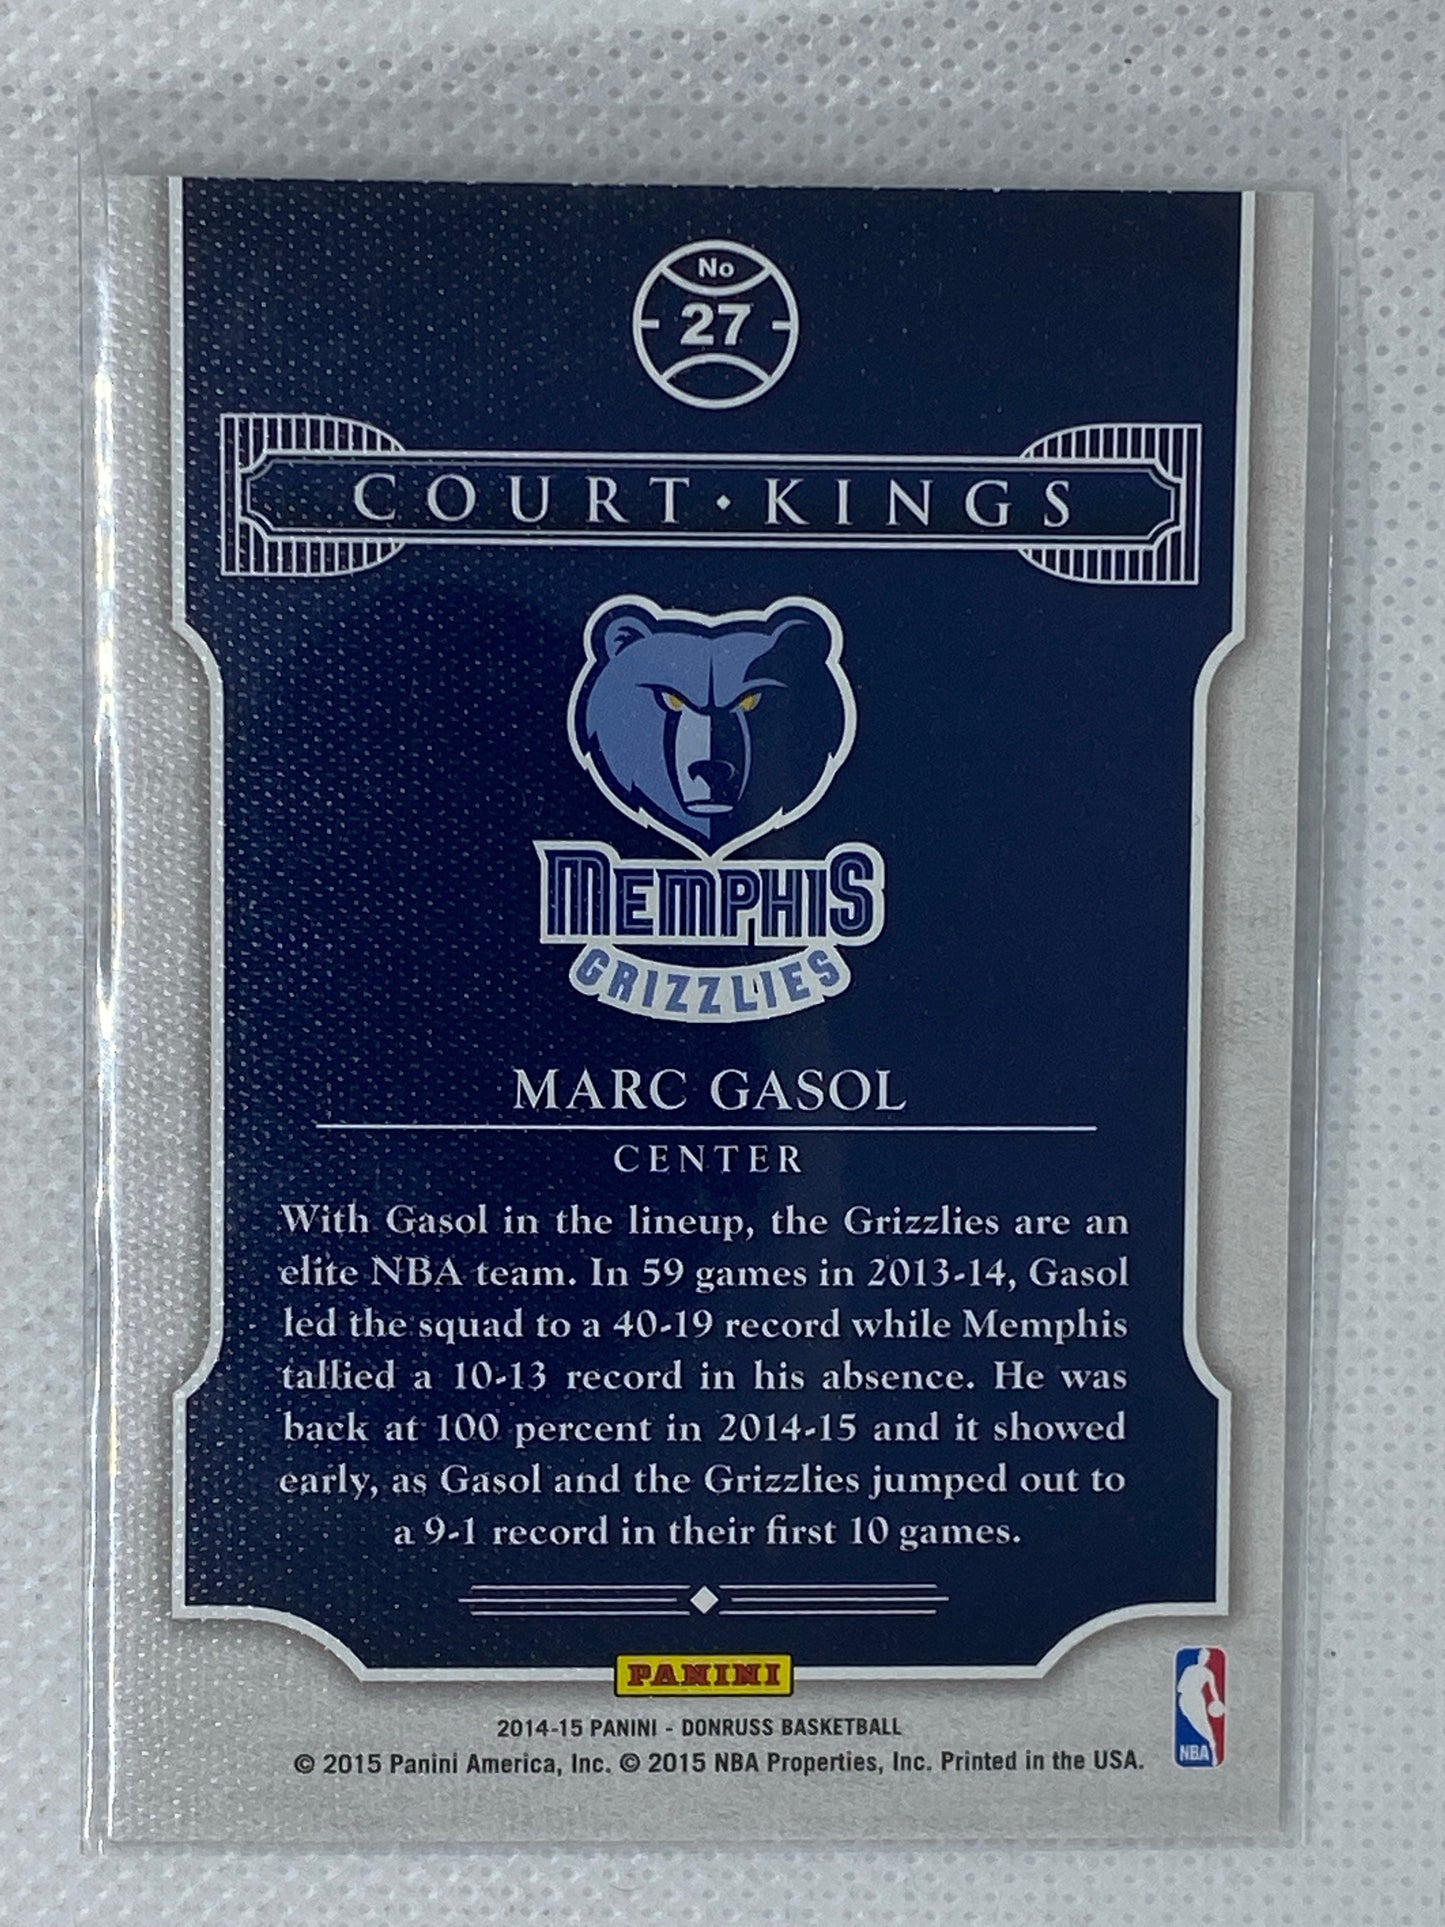 No
27
COURT • KINGS
MEMPHIS
GRIZZLIES
MARC GASOL
CENTER
With Gasol in the lineup, the Grizzlies are an
elite NBA team. In 59 games in 2013-14, Gasol
led the squad to a 40-19 record while Memphis
tallied a 10-13 record in his absence. He was
back at 100 percent in 2014-15 and it showed
early, as Gasol and the Grizzlies jumped out to
a 9-1 record in their first 10 games.
PANINI
2014-15 PANINI - DONRUSS BASKETBALL
© 2015 Panini America, Inc. © 2015 NBA Properties, Inc. Printed in the USA.
NBA